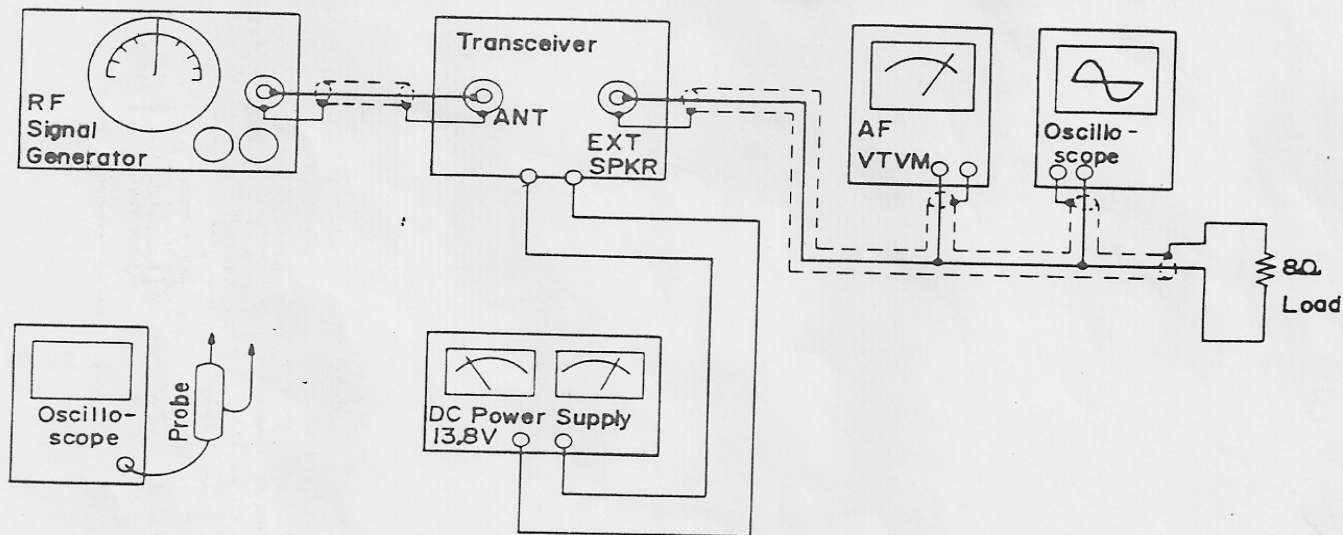 RF
Signal
Generator
Transceiver
ANT
EXT
SPKR
AF
VTVM
Oscillo-
scope
8Ω
Load
Oscillo-
scope
Probe
DC Power Supply
13.8V